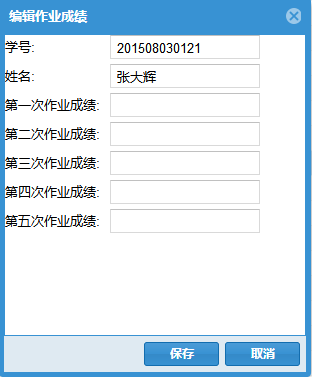 编辑作业成绩
学号: 201508030121
姓名: 张大辉
第一次作业成绩:
第二次作业成绩:
第三次作业成绩:
第四次作业成绩:
第五次作业成绩:
保存 取消